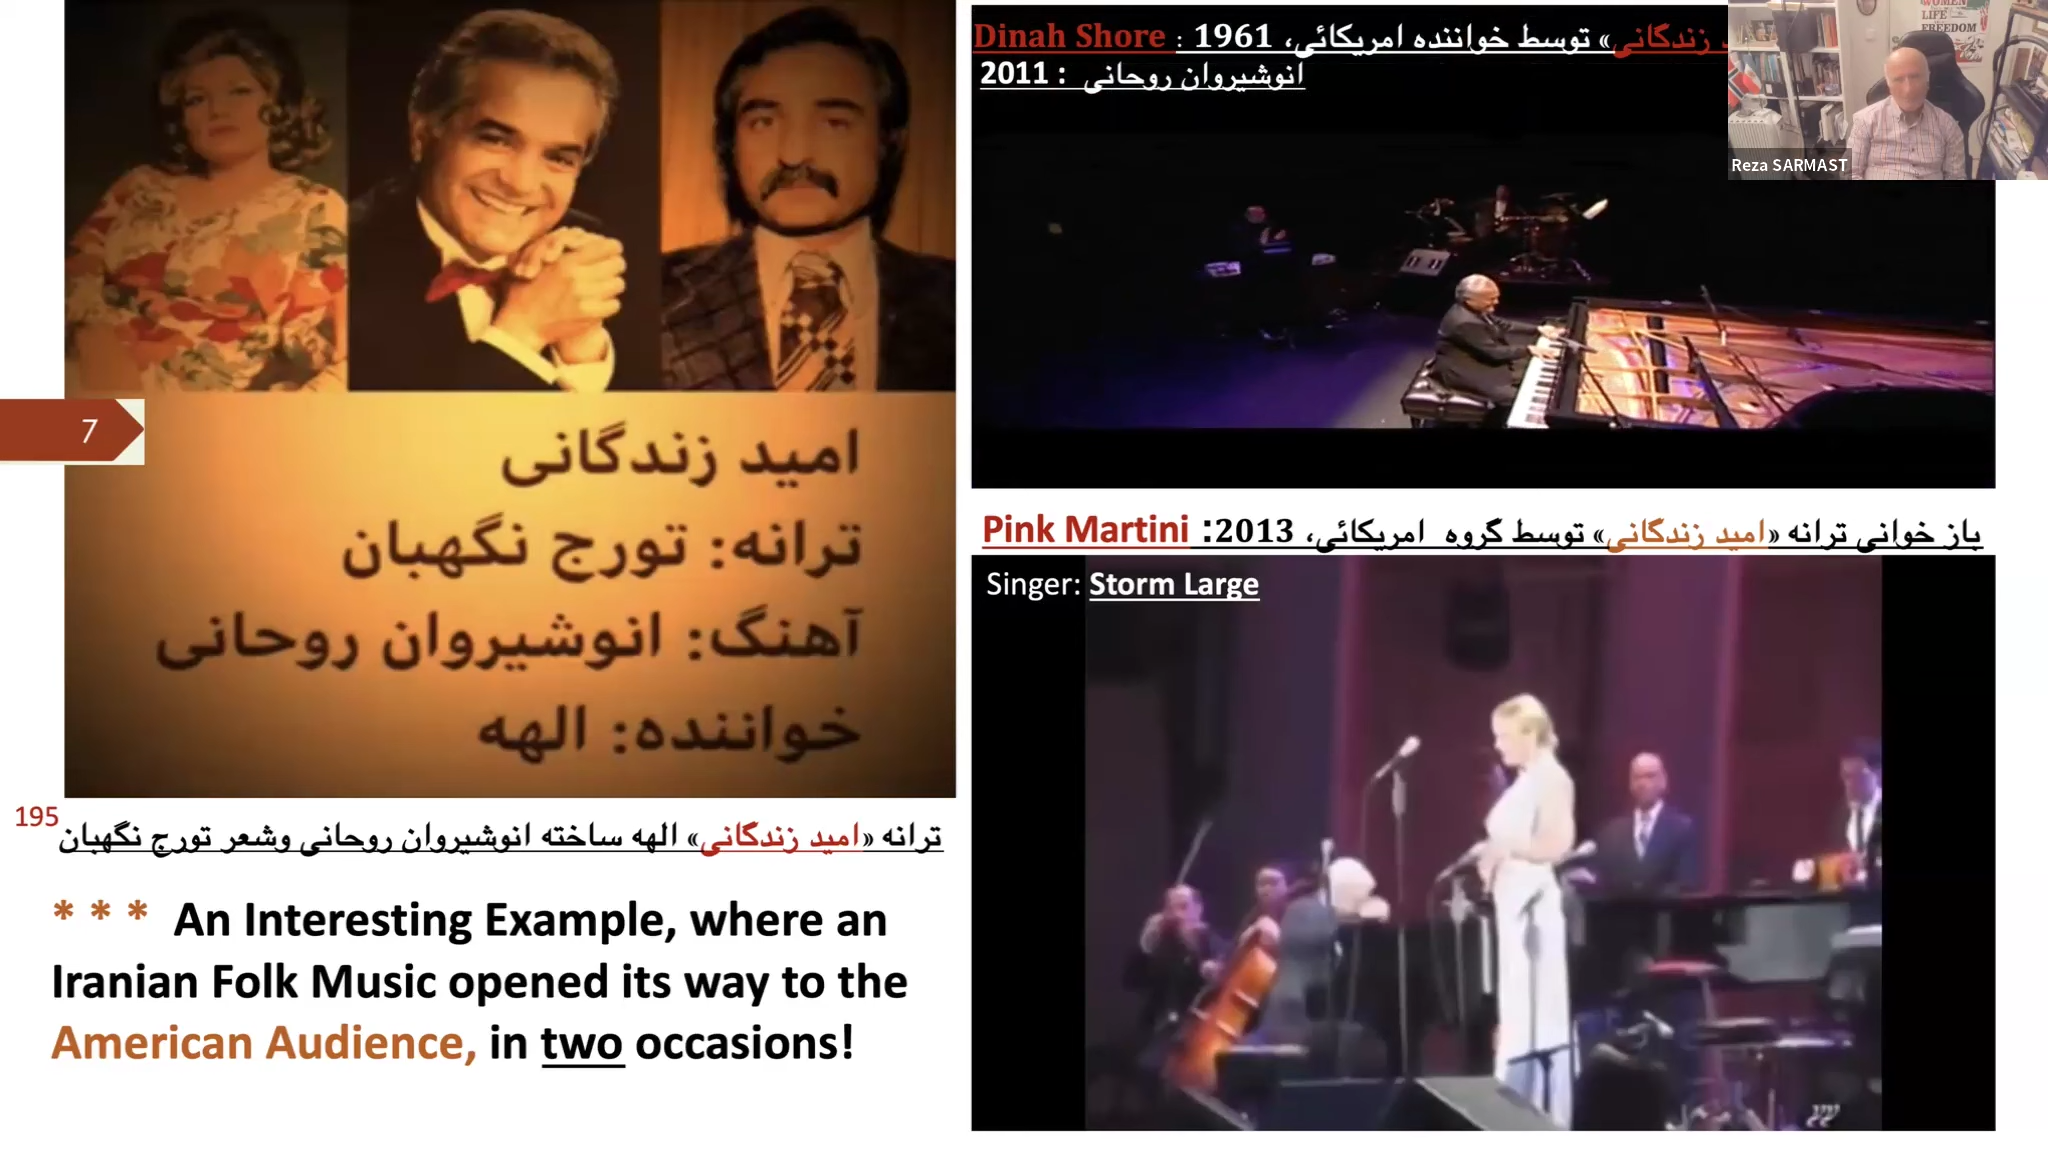 7
امید زندگانی
ترانه: تورج نگهبان
آهنگ: انوشیروان روحانی
خواننده: الهه
195
ترانه «امید زندگانی» الهه ساخته انوشیروان روحانی وشعر تورج نگهبان
* * * An Interesting Example, where an
Iranian Folk Music opened its way to the
American Audience, in two occasions!
زندگانی» توسط خواننده امریکائی، 1961 : Dinah Shore
انوشیروان روحانی : 2011
WOMEN
LIFE
FREEDOM
Reza SARMAST
باز خوانی ترانه «امید زندگانی» توسط گروه امریکائی، 2013: Pink Martini
Singer: Storm Large